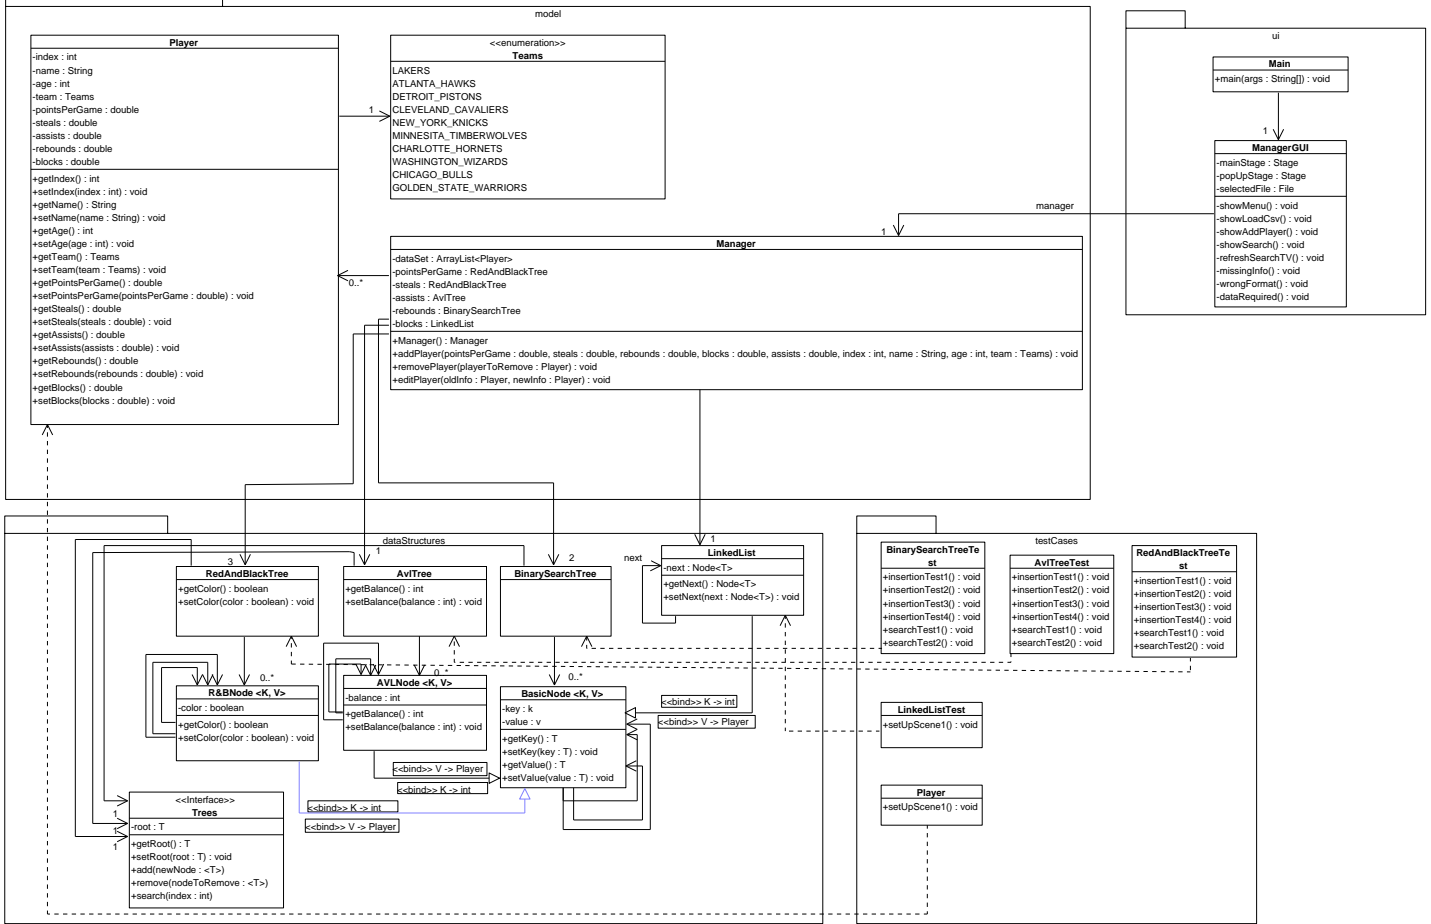 model
Player
-index : int
-name : String
-age : int
-team : Teams
-pointsPerGame : double
-steals : double
-assists : double
-rebounds : double
-blocks : double
+getIndex() : int
+setIndex(index : int) : void
+getName() : String
+setName(name : String) : void
+getAge() : int
+setAge(age : int) : void
+getTeam() : Teams
+setTeam(team : Teams) : void
+getPointsPerGame() : double
+setPointsPerGame(pointsPerGame : double) : void
+getSteals() : double
+setSteals(steals : double) : void
+getAssists() : double
+setAssists(assists : double) : void
+getRebounds() : double
+setRebounds(rebounds : double) : void
+getBlocks() : double
+setBlocks(blocks : double) : void
1
<<enumeration>>
Teams
LAKERS
ATLANTA_HAWKS
DETROIT_PISTONS
CLEVELAND_CAVALIERS
NEW_YORK_KNICKS
MINNESITA_TIMBERWOLVES
CHARLOTTE_HORNETS
WASHINGTON_WIZARDS
CHICAGO_BULLS
GOLDEN_STATE_WARRIORS
ui
Main
+main(args : String[]) : void
1
ManagerGUI
-mainStage : Stage
-popUpStage : Stage
-selectedFile : File
-showMenu() : void
-showLoadCsv() : void
-showAddPlayer() : void
-showSearch() : void
-refreshSearchTV() : void
-missingInfo() : void
-wrongFormat() : void
-dataRequired() : void
manager
1
0..*
Manager
-dataSet : ArrayList<Player>
-pointsPerGame : RedAndBlackTree
-steals : RedAndBlackTree
-assists : AvlTree
-rebounds : BinarySearchTree
-blocks : LinkedList
+Manager() : Manager
+addPlayer(pointsPerGame : double, steals : double, rebounds : double, blocks : double, assists : double, index : int, name : String, age : int, team : Teams) : void
+removePlayer(playerToRemove : Player) : void
+editPlayer(oldInfo : Player, newInfo : Player) : void
dataStructures
3
RedAndBlackTree
+getColor() : boolean
+setColor(color : boolean) : void
1
AvlTree
+getBalance() : int
+setBalance(balance : int) : void
2
BinarySearchTree
1
next
LinkedList
-next : Node<T>
+getNext() : Node<T>
+setNext(next : Node<T>) : void
0..*
R&BNode <K, V>
-color : boolean
+getColor() : boolean
+setColor(color : boolean) : void
0..*
AVLNode <K, V>
-balance : int
+getBalance() : int
+setBalance(balance : int) : void
0..*
BasicNode <K, V>
-key : k
-value : v
+getKey() : T
+setKey(key : T) : void
+getValue() : T
+setValue(value : T) : void
<<bind>> K -> int
<<bind>> V -> Player
<<bind>> V -> Player
<<bind>> K -> int
<<bind>> K -> int
<<bind>> V -> Player
1
1
1
<<Interface>>
Trees
-root : T
+getRoot() : T
+setRoot(root : T) : void
+add(newNode : <T>)
+remove(nodeToRemove : <T>)
+search(index : int)
testCases
BinarySearchTreeTe
st
+insertionTest1() : void
+insertionTest2() : void
+insertionTest3() : void
+insertionTest4() : void
+searchTest1() : void
+searchTest2() : void
AvlTreeTest
+insertionTest1() : void
+insertionTest2() : void
+insertionTest3() : void
+insertionTest4() : void
+searchTest1() : void
+searchTest2() : void
RedAndBlackTreeTe
st
+insertionTest1() : void
+insertionTest2() : void
+insertionTest3() : void
+insertionTest4() : void
+searchTest1() : void
+searchTest2() : void
LinkedListTest
+setUpScene1() : void
Player
+setUpScene1() : void